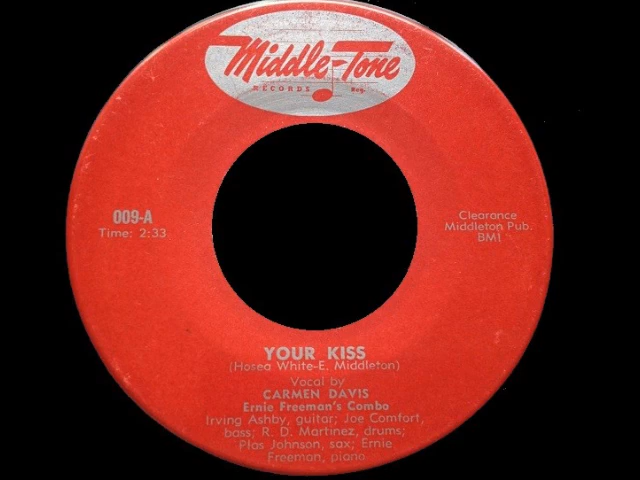 Middle-Tone
RECORDS Reg.
009-A
Time: 2:33
Clearance
Middleton Pub.
BM1
YOUR KISS
(Hosea White-E. Middleton)
Vocal by
CARMEN DAVIS
Ernie Freeman's Combo
Irving Ashby, guitar; Joe Comfort,
bass; R. D. Martinez, drums;
Plas Johnson, sax; Ernie
Freeman, piano